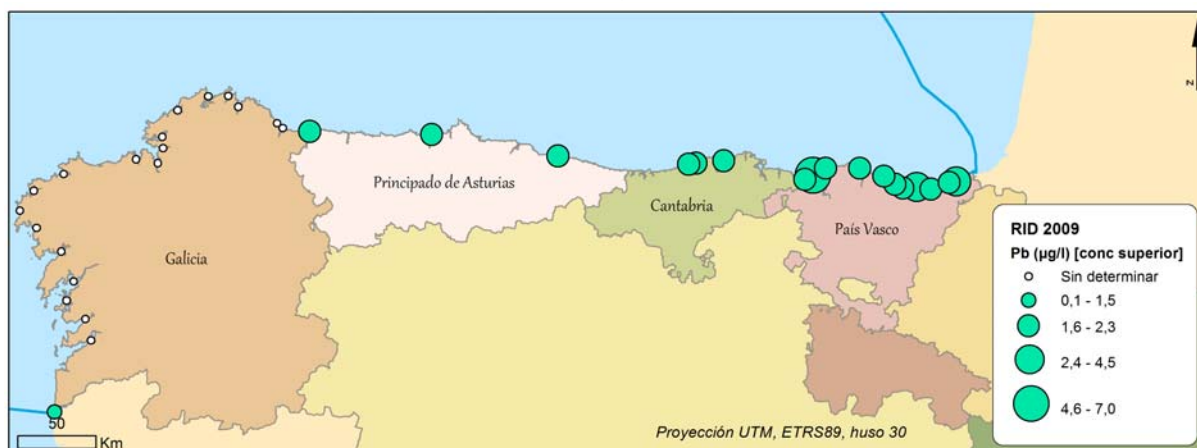 N
Principado de Asturias
Cantabria
País Vasco
Galicia
RID 2009
Pb (µg/l) [conc superior]
Sin determinar
0,1 - 1,5
1,6 - 2,3
2,4 - 4,5
4,6 - 7,0
50
Km
Proyección UTM, ETRS89, huso 30